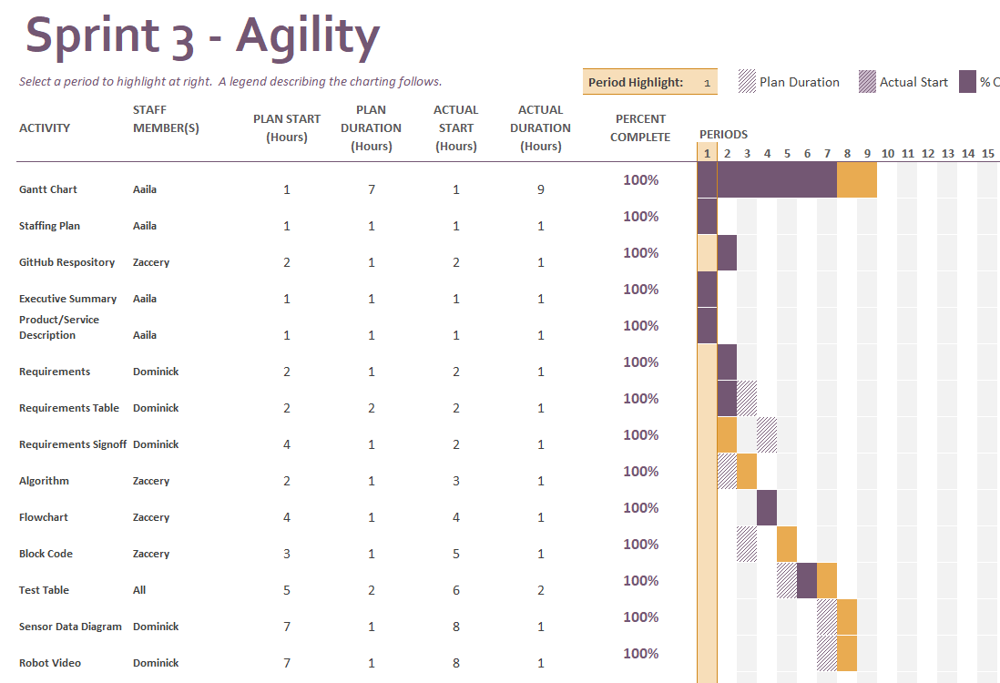 Sprint 3 - Agility
Select a period to highlight at right.  A legend describing the charting follows.
Period Highlight: 1
Plan Duration
Actual Start
% C
ACTIVITY
STAFF
MEMBER(S)
PLAN START
(Hours)
PLAN
DURATION
(Hours)
ACTUAL
START
(Hours)
ACTUAL
DURATION
(Hours)
PERCENT
COMPLETE
PERIODS
1 2 3 4 5 6 7 8 9 10 11 12 13 14 15
Gantt Chart Aaila 1 7 1 9 100%
Staffing Plan Aaila 1 1 1 1 100%
GitHub Respository Zaccery 2 1 2 1 100%
Executive Summary Aaila 1 1 1 1 100%
Product/Service
Description Aaila 1 1 1 1 100%
Requirements Dominick 2 1 2 1 100%
Requirements Table Dominick 2 2 2 1 100%
Requirements Signoff Dominick 4 1 2 1 100%
Algorithm Zaccery 2 1 3 1 100%
Flowchart Zaccery 4 1 4 1 100%
Block Code Zaccery 3 1 5 1 100%
Test Table All 5 2 6 2 100%
Sensor Data Diagram Dominick 7 1 8 1 100%
Robot Video Dominick 7 1 8 1 100%